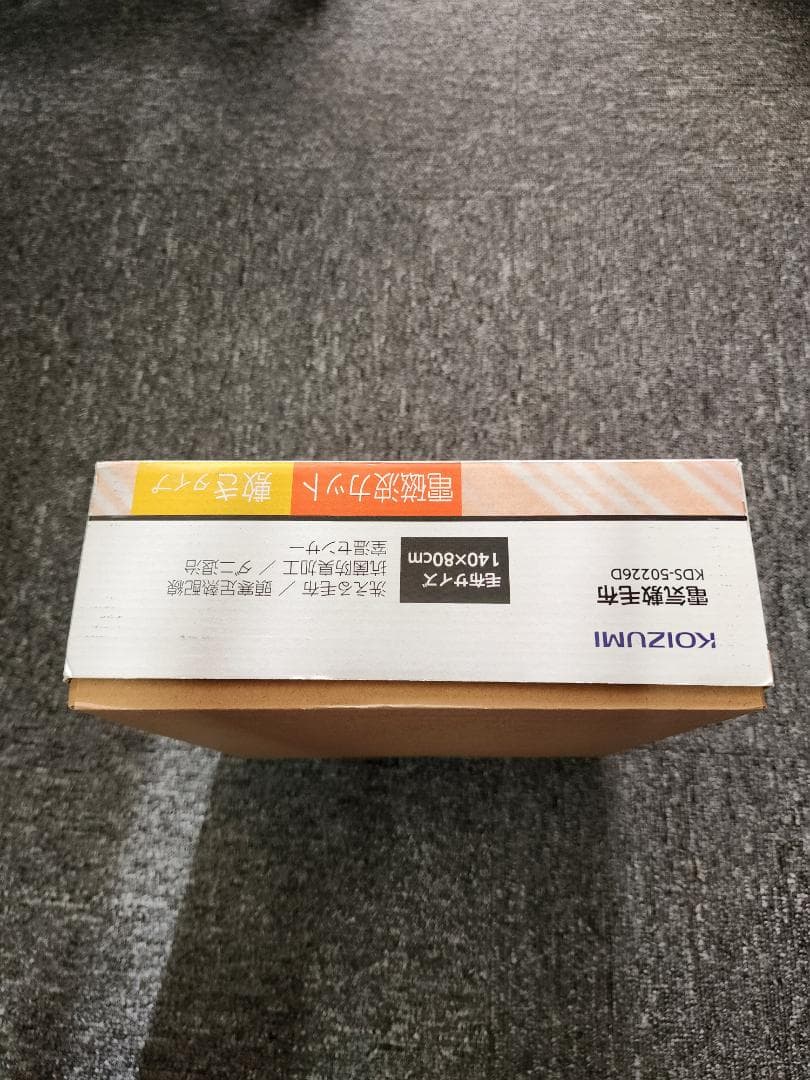 KOIZUMI
電気敷毛布
KDS-50226D
毛布サイズ
140×80cm
洗える毛布 ／ 頭寒足熱配線
抗菌防臭加工 ／ ダニ退治
室温センサー
電磁波カット
敷きタイプ